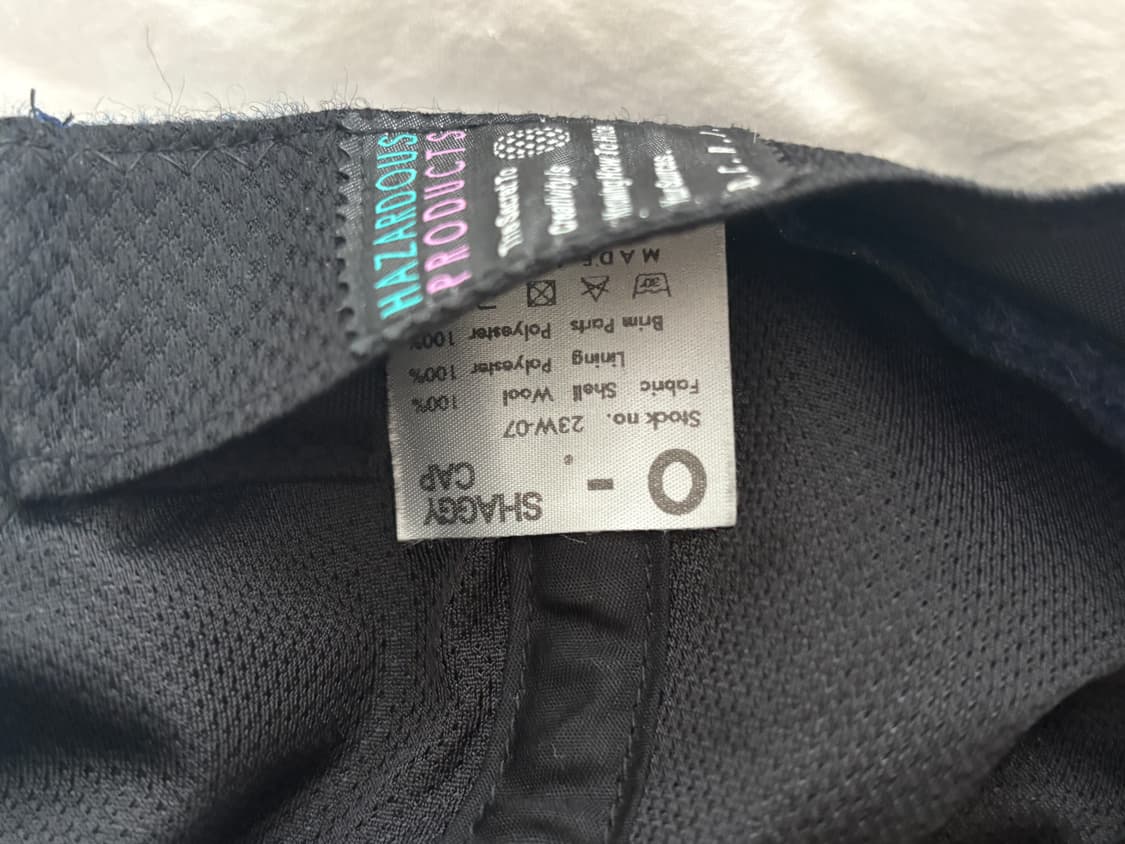 HAZARDOUS
PRODUCTS
The Secret To
Creativity Is
Knowing How To Hide
Sources.
O - SHAGGY
CAP
Stock no. 23W-07
Fabric Shell Wool 100%
Lining Polyester 100%
Brim Parts Polyester 100%
30°
MADE